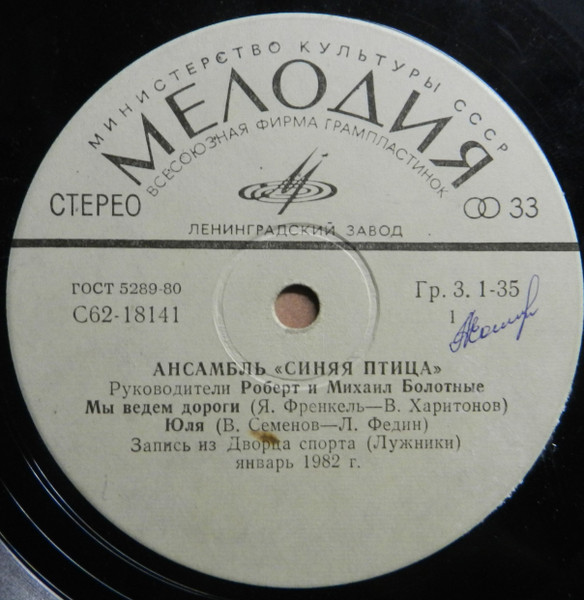 МИНИСТЕРСТВО КУЛЬТУРЫ СССР
МЕЛОДИЯ
ВСЕСОЮЗНАЯ ФИРМА ГРАМПЛАСТИНОК
СТЕРЕО
33
ЛЕНИНГРАДСКИЙ ЗАВОД
ГОСТ 5289-80
Гр. 3. 1-35
С62-18141
1
АНСАМБЛЬ «СИНЯЯ ПТИЦА»
Руководители Роберт и Михаил Болотные
Мы ведем дороги (Я. Френкель—В. Харитонов)
Юля (В. Семенов—Л. Федин)
Запись из Дворца спорта (Лужники)
январь 1982 г.